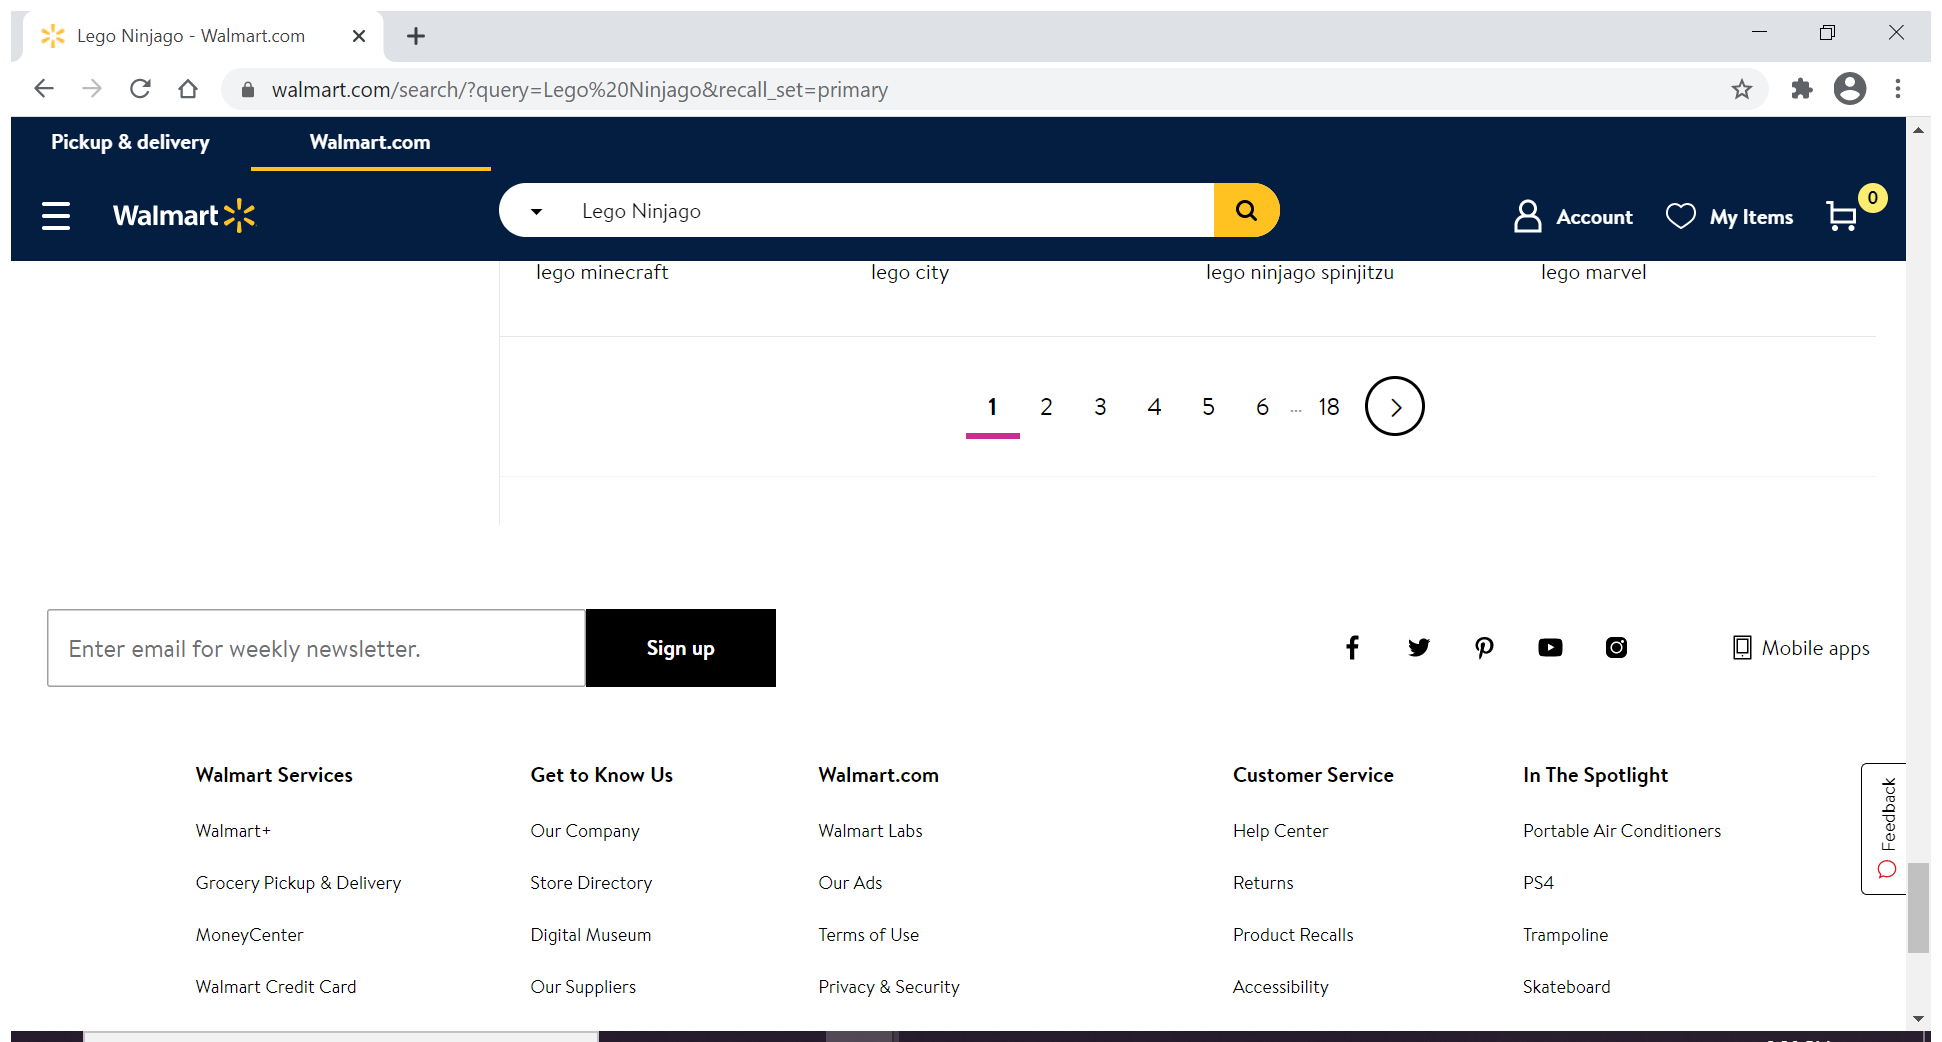 Lego Ninjago - Walmart.com
walmart.com/search/?query=Lego%20Ninjago&recall_set=primary
Pickup & delivery Walmart.com
Walmart Lego Ninjago Account My Items 0
lego minecraft lego city lego ninjago spinjitzu lego marvel
1 2 3 4 5 6 ... 18
Enter email for weekly newsletter. Sign up Mobile apps
Walmart Services Get to Know Us Walmart.com Customer Service In The Spotlight
Walmart+ Our Company Walmart Labs Help Center Portable Air Conditioners
Grocery Pickup & Delivery Store Directory Our Ads Returns PS4
MoneyCenter Digital Museum Terms of Use Product Recalls Trampoline
Walmart Credit Card Our Suppliers Privacy & Security Accessibility Skateboard
Feedback